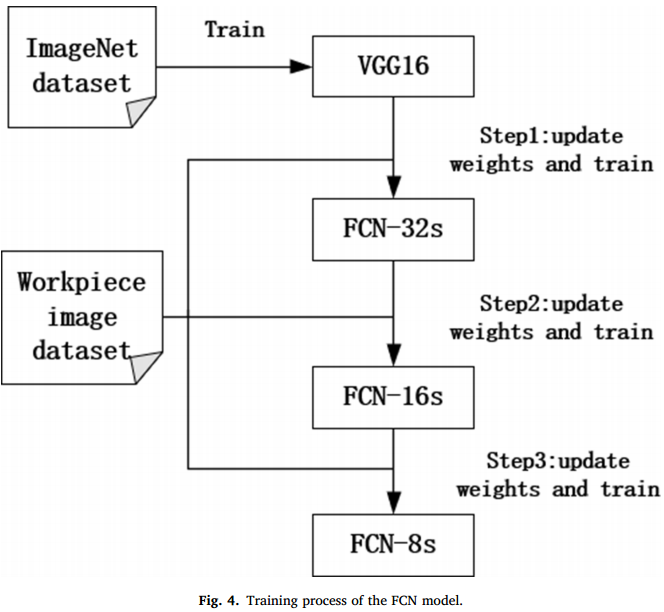 ImageNet
dataset
Train
VGG16
Step1:update
weights and train
FCN-32s
Workpiece
image
dataset
Step2:update
weights and train
FCN-16s
Step3:update
weights and train
FCN-8s
Fig. 4. Training process of the FCN model.